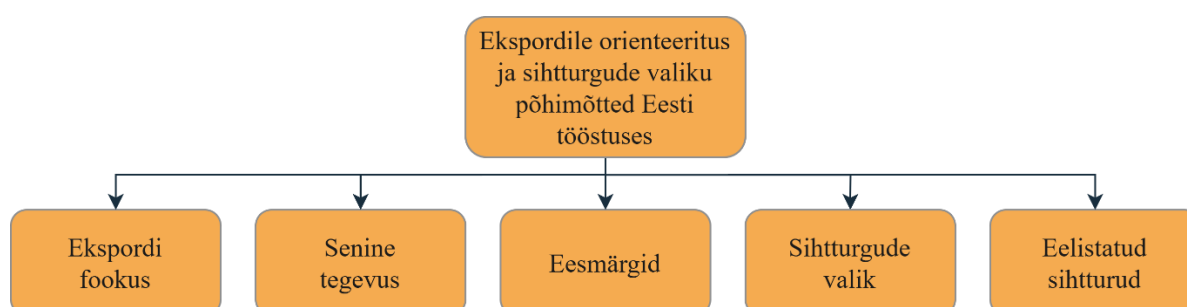 Ekspordile orienteeritus
ja sihtturgude valiku
põhimõtted Eesti
tööstuses
Ekspordi
fookus
Senine
tegevus
Eesmärgid
Sihtturgude
valik
Eelistatud
sihtturud